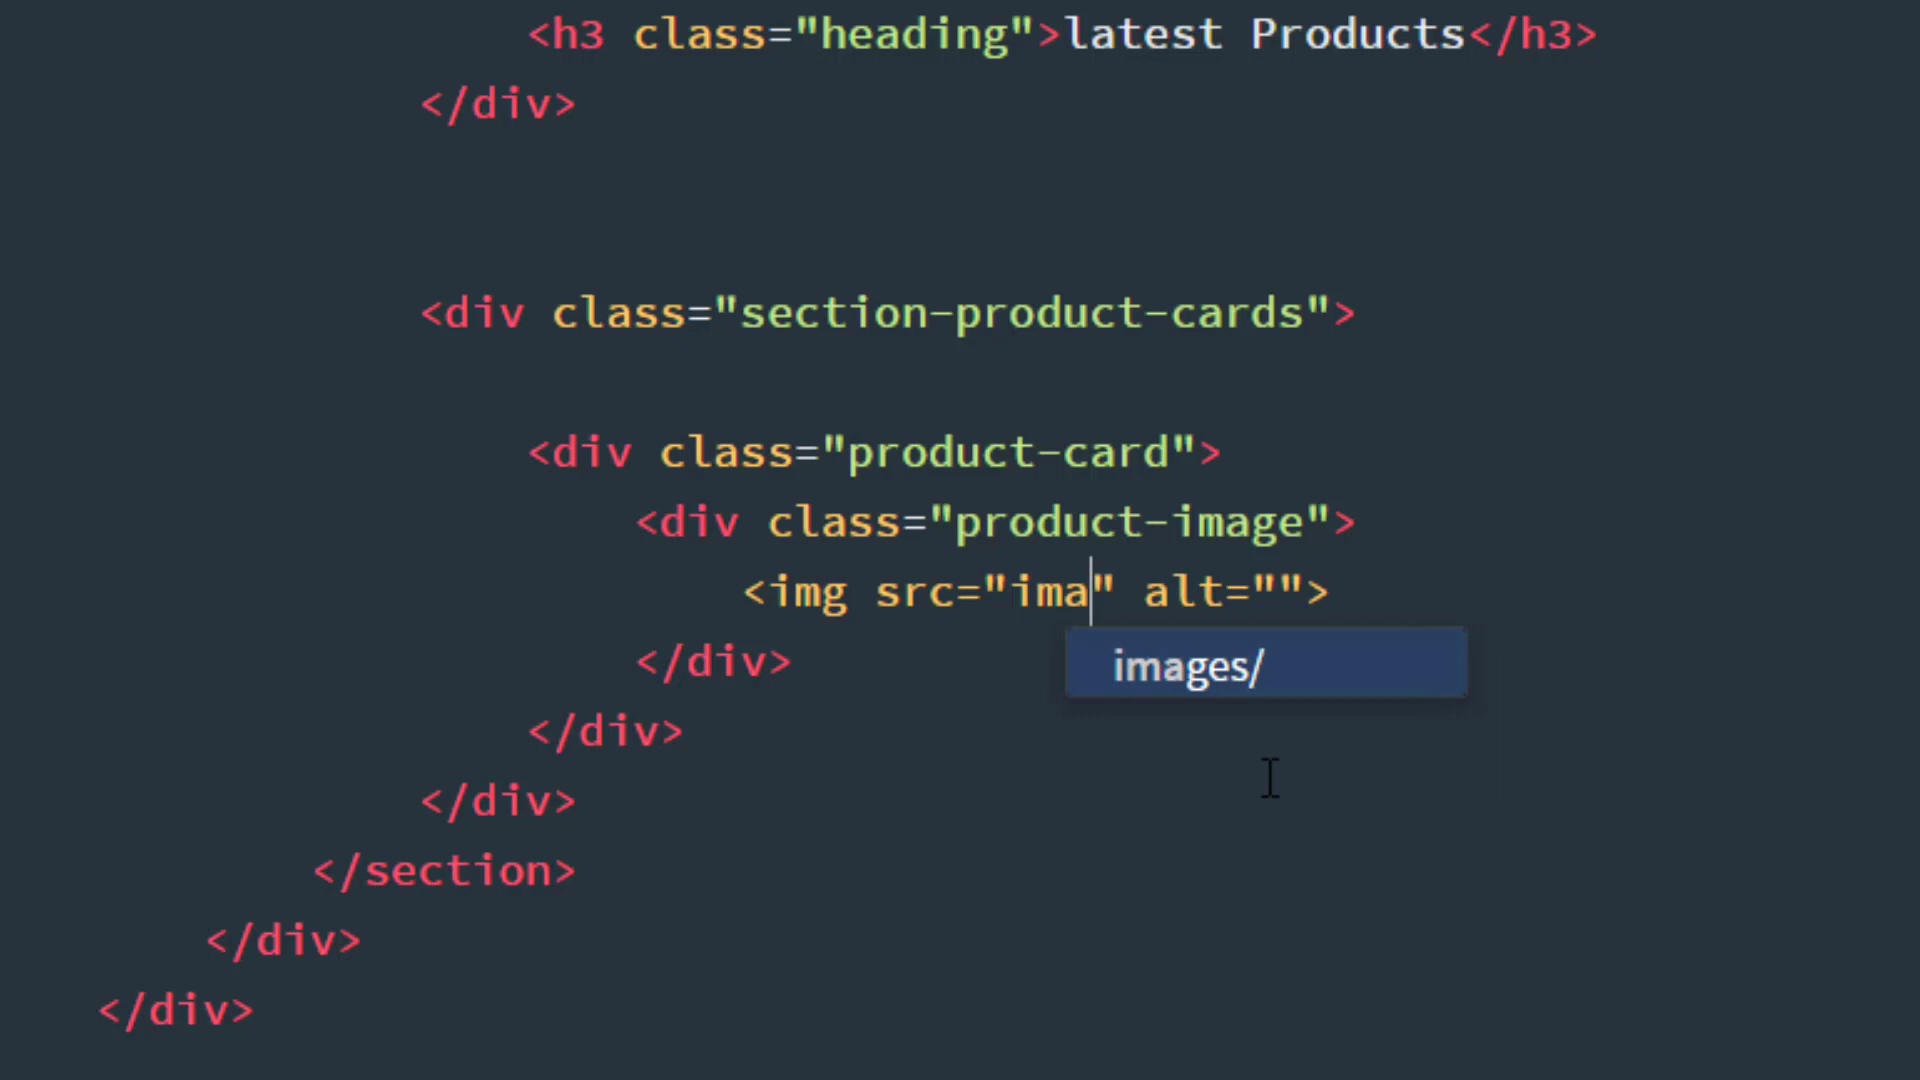 <h3 class="heading">latest Products</h3>
</div>
<div class="section-product-cards">
<div class="product-card">
<div class="product-image">
<img src="ima" alt="">
images/
</div>
</div>
</div>
</section>
</div>
</div>